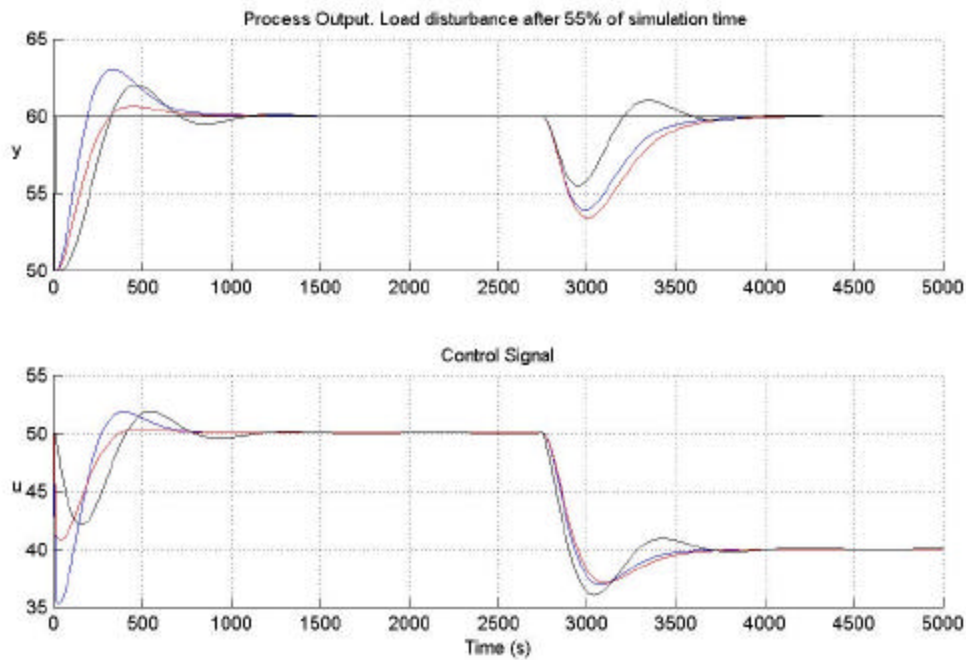 Process Output. Load disturbance after 55% of simulation time
65
60
y
55
50
0 500 1000 1500 2000 2500 3000 3500 4000 4500 5000
Control Signal
55
50
u 45
40
35
0 500 1000 1500 2000 2500 3000 3500 4000 4500 5000
Time (s)